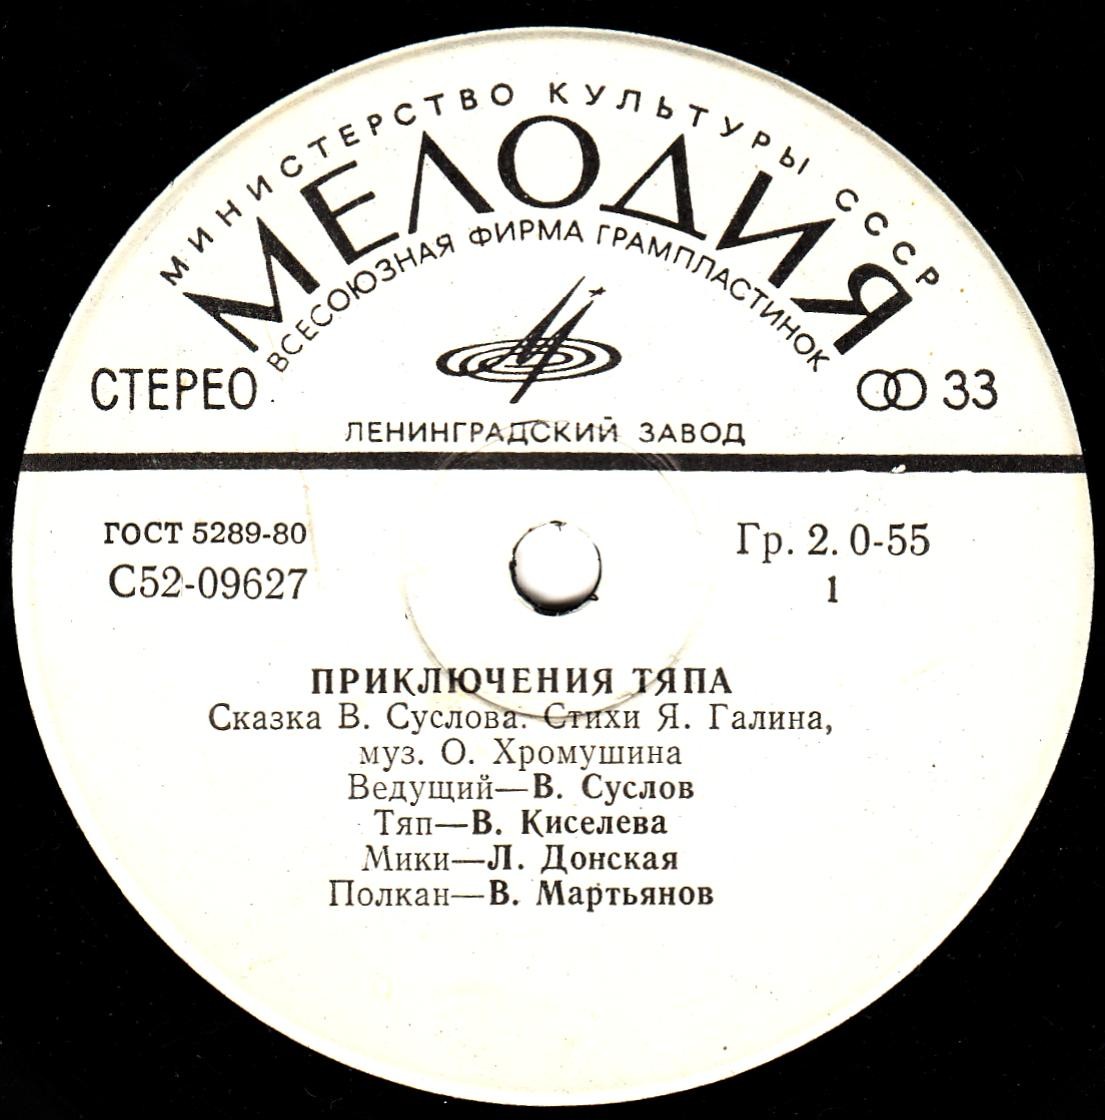 МИНИСТЕРСТВО КУЛЬТУРЫ СССР
МЕЛОДИЯ
ВСЕСОЮЗНАЯ ФИРМА ГРАМПЛАСТИНОК
СТЕРЕО
33
ЛЕНИНГРАДСКИЙ ЗАВОД
ГОСТ 5289-80
Гр. 2. 0-55
С52-09627
1
ПРИКЛЮЧЕНИЯ ТЯПА
Сказка В. Суслова. Стихи Я. Галина,
муз. О. Хромушина
Ведущий—В. Суслов
Тяп—В. Киселева
Мики—Л. Донская
Полкан—В. Мартьянов